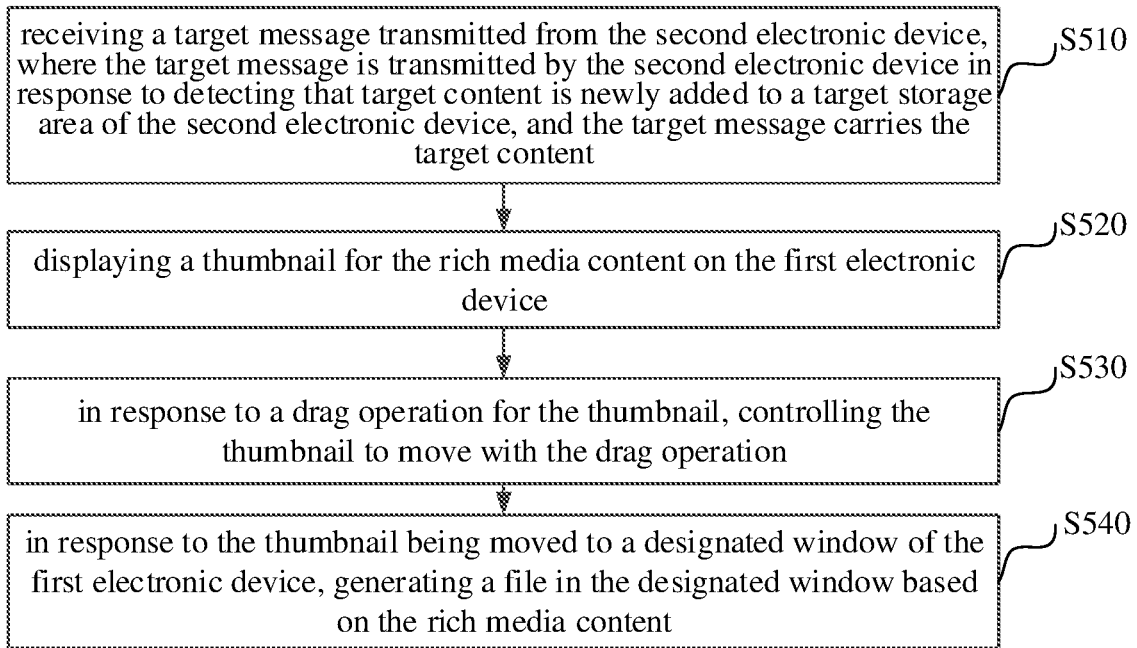 receiving a target message transmitted from the second electronic device,
where the target message is transmitted by the second electronic device in
response to detecting that target content is newly added to a target storage
area of the second electronic device, and the target message carries the
target content
S510
displaying a thumbnail for the rich media content on the first electronic
device
S520
in response to a drag operation for the thumbnail, controlling the
thumbnail to move with the drag operation
S530
in response to the thumbnail being moved to a designated window of the
first electronic device, generating a file in the designated window based
on the rich media content
S540